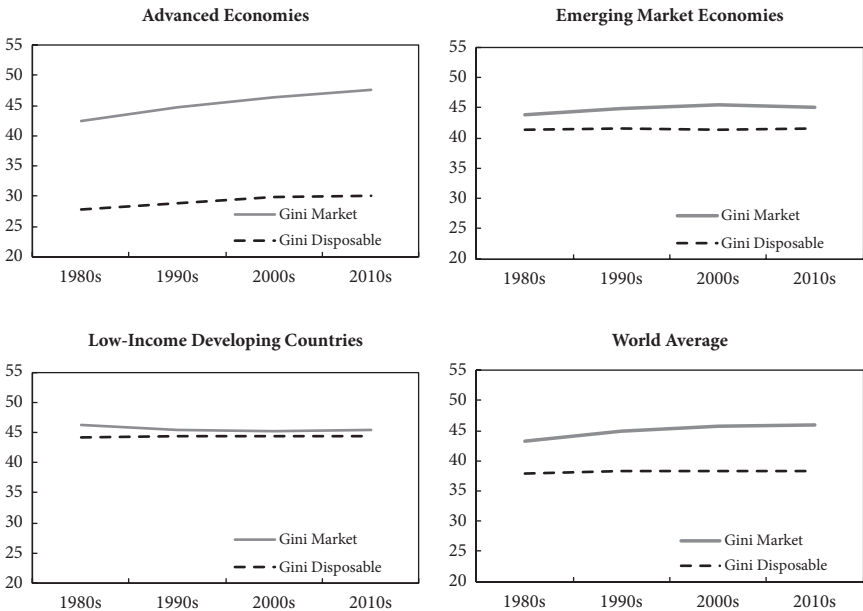 Advanced Economies
55
50
45
40
35
30
25
20
Gini Market
Gini Disposable
1980s 1990s 2000s 2010s
Emerging Market Economies
55
50
45
40
35
30
25
20
Gini Market
Gini Disposable
1980s 1990s 2000s 2010s
Low-Income Developing Countries
55
50
45
40
35
30
25
20
Gini Market
Gini Disposable
1980s 1990s 2000s 2010s
World Average
55
50
45
40
35
30
25
20
Gini Market
Gini Disposable
1980s 1990s 2000s 2010s